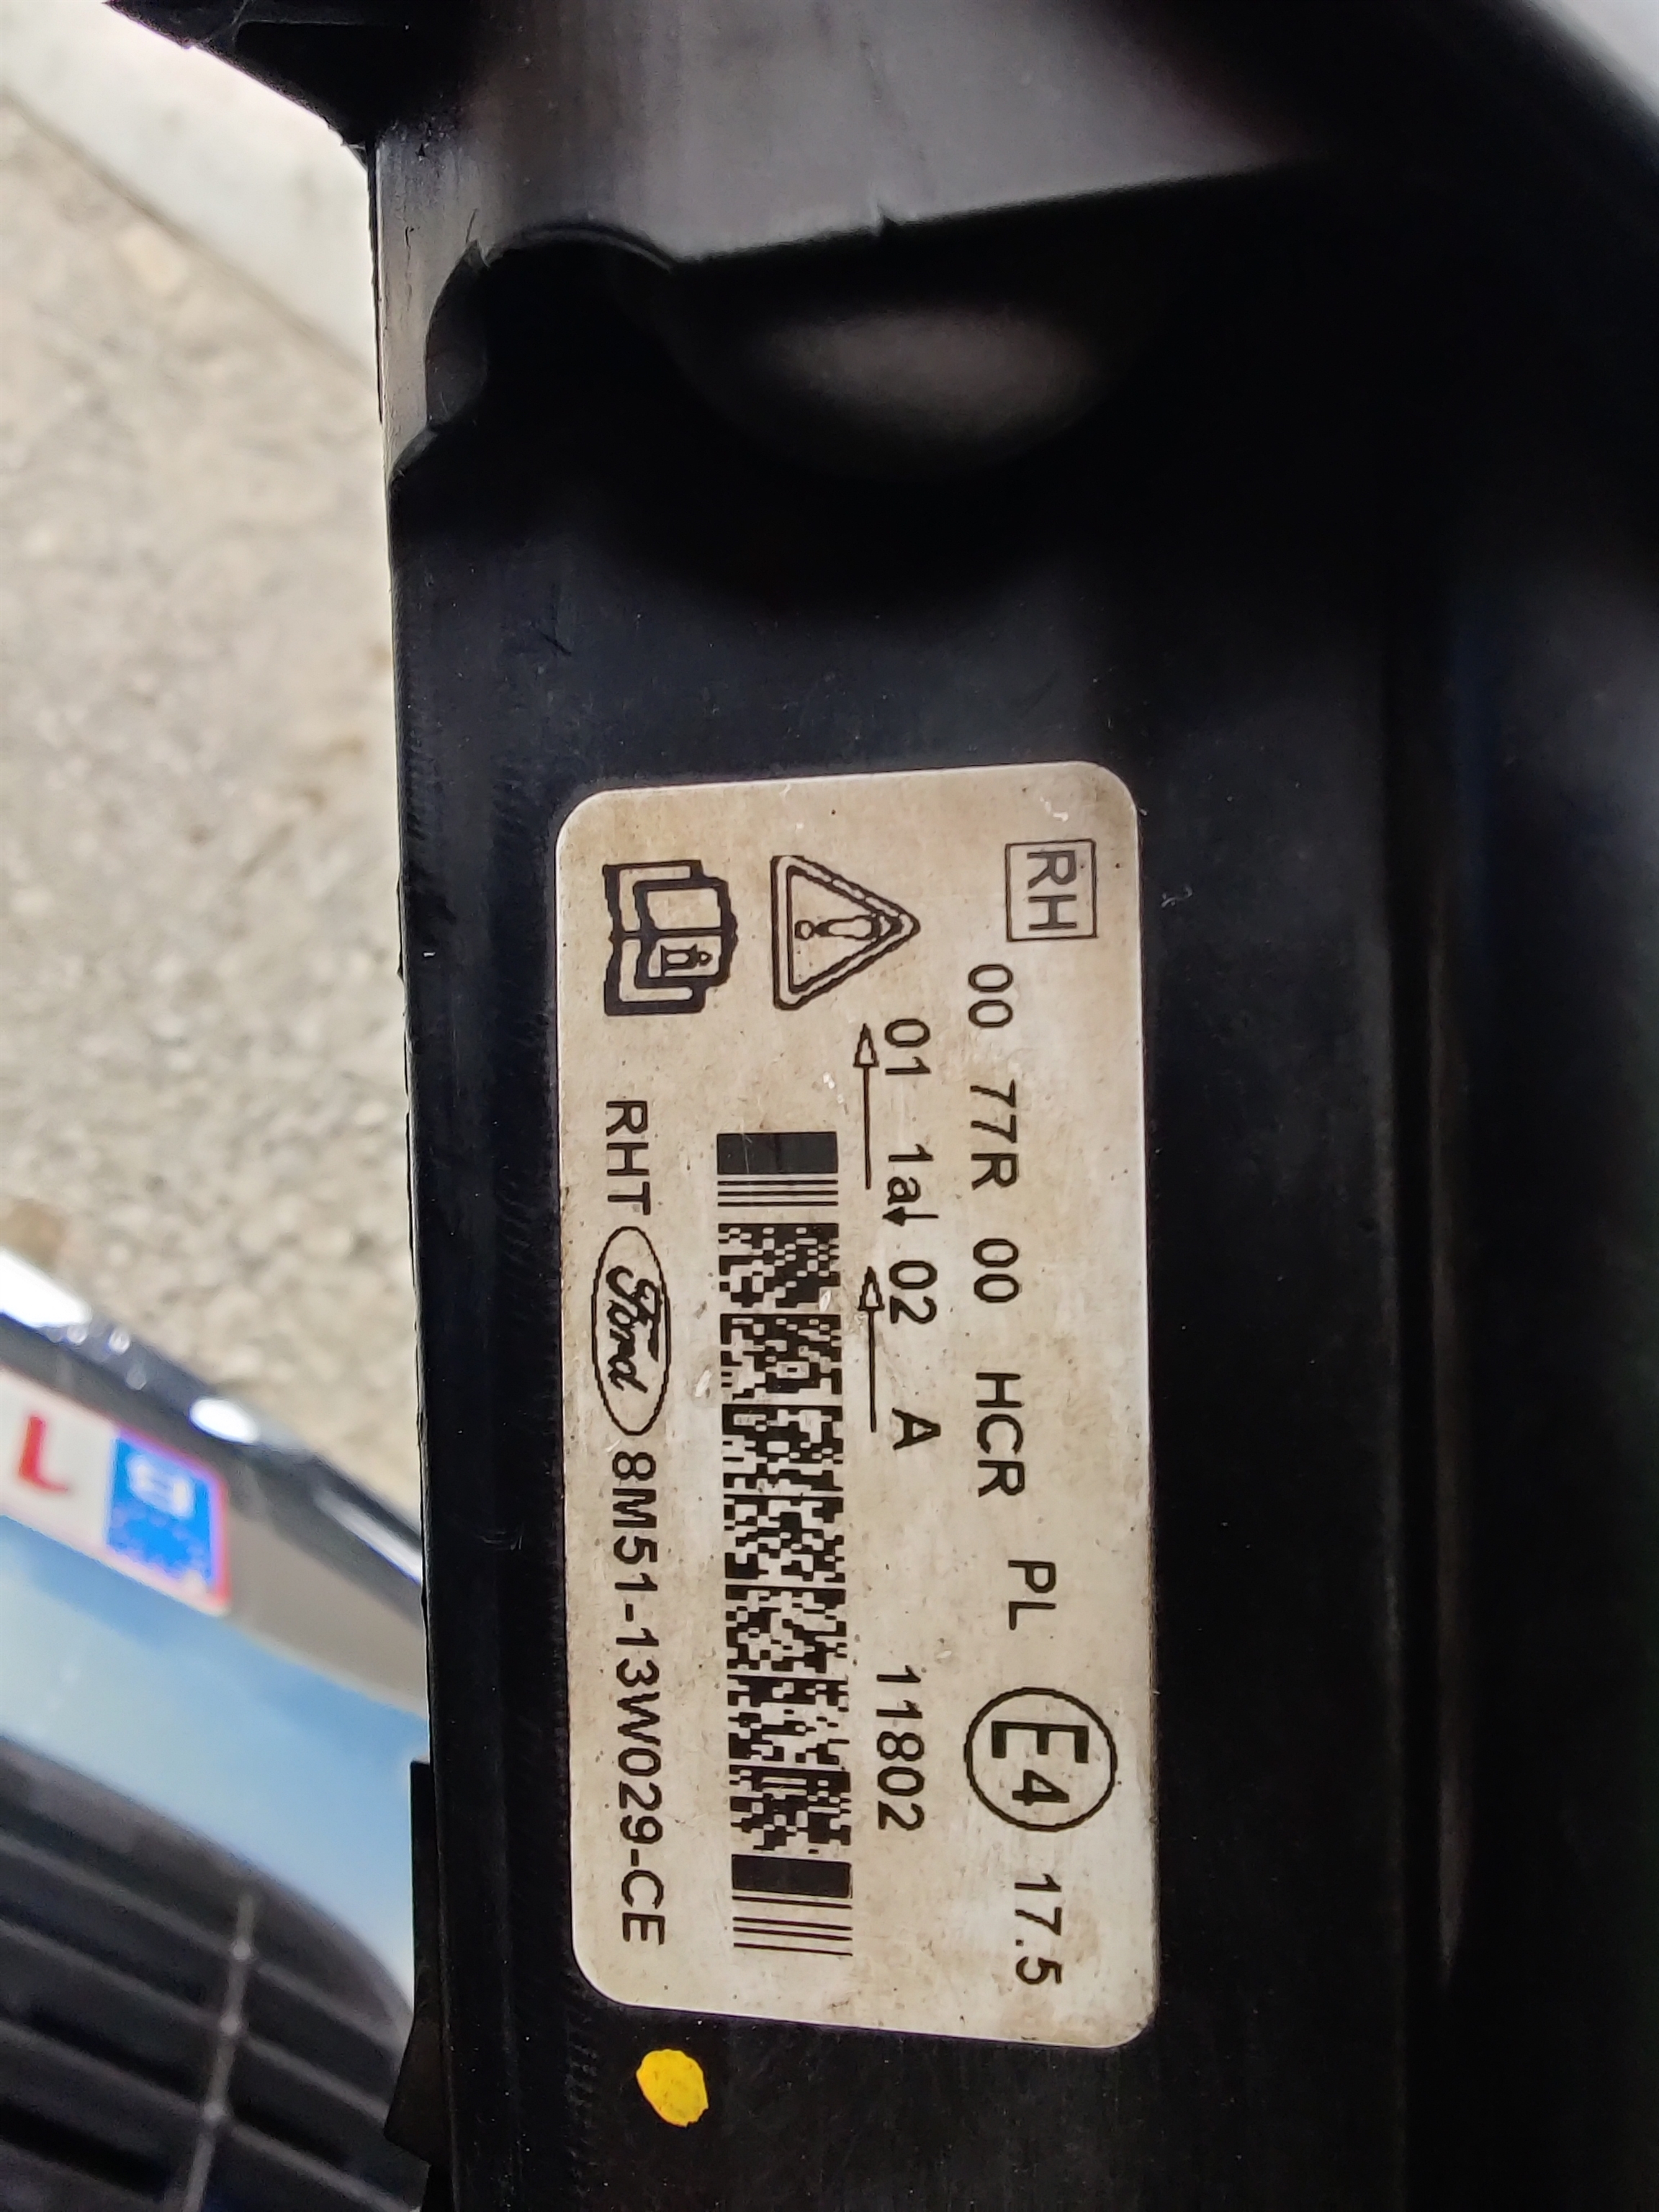 RH
00 77R 00 HCR PL E4 17.5
01 1a↓ 02 A 11802
RHT Ford 8M51-13W029-CE